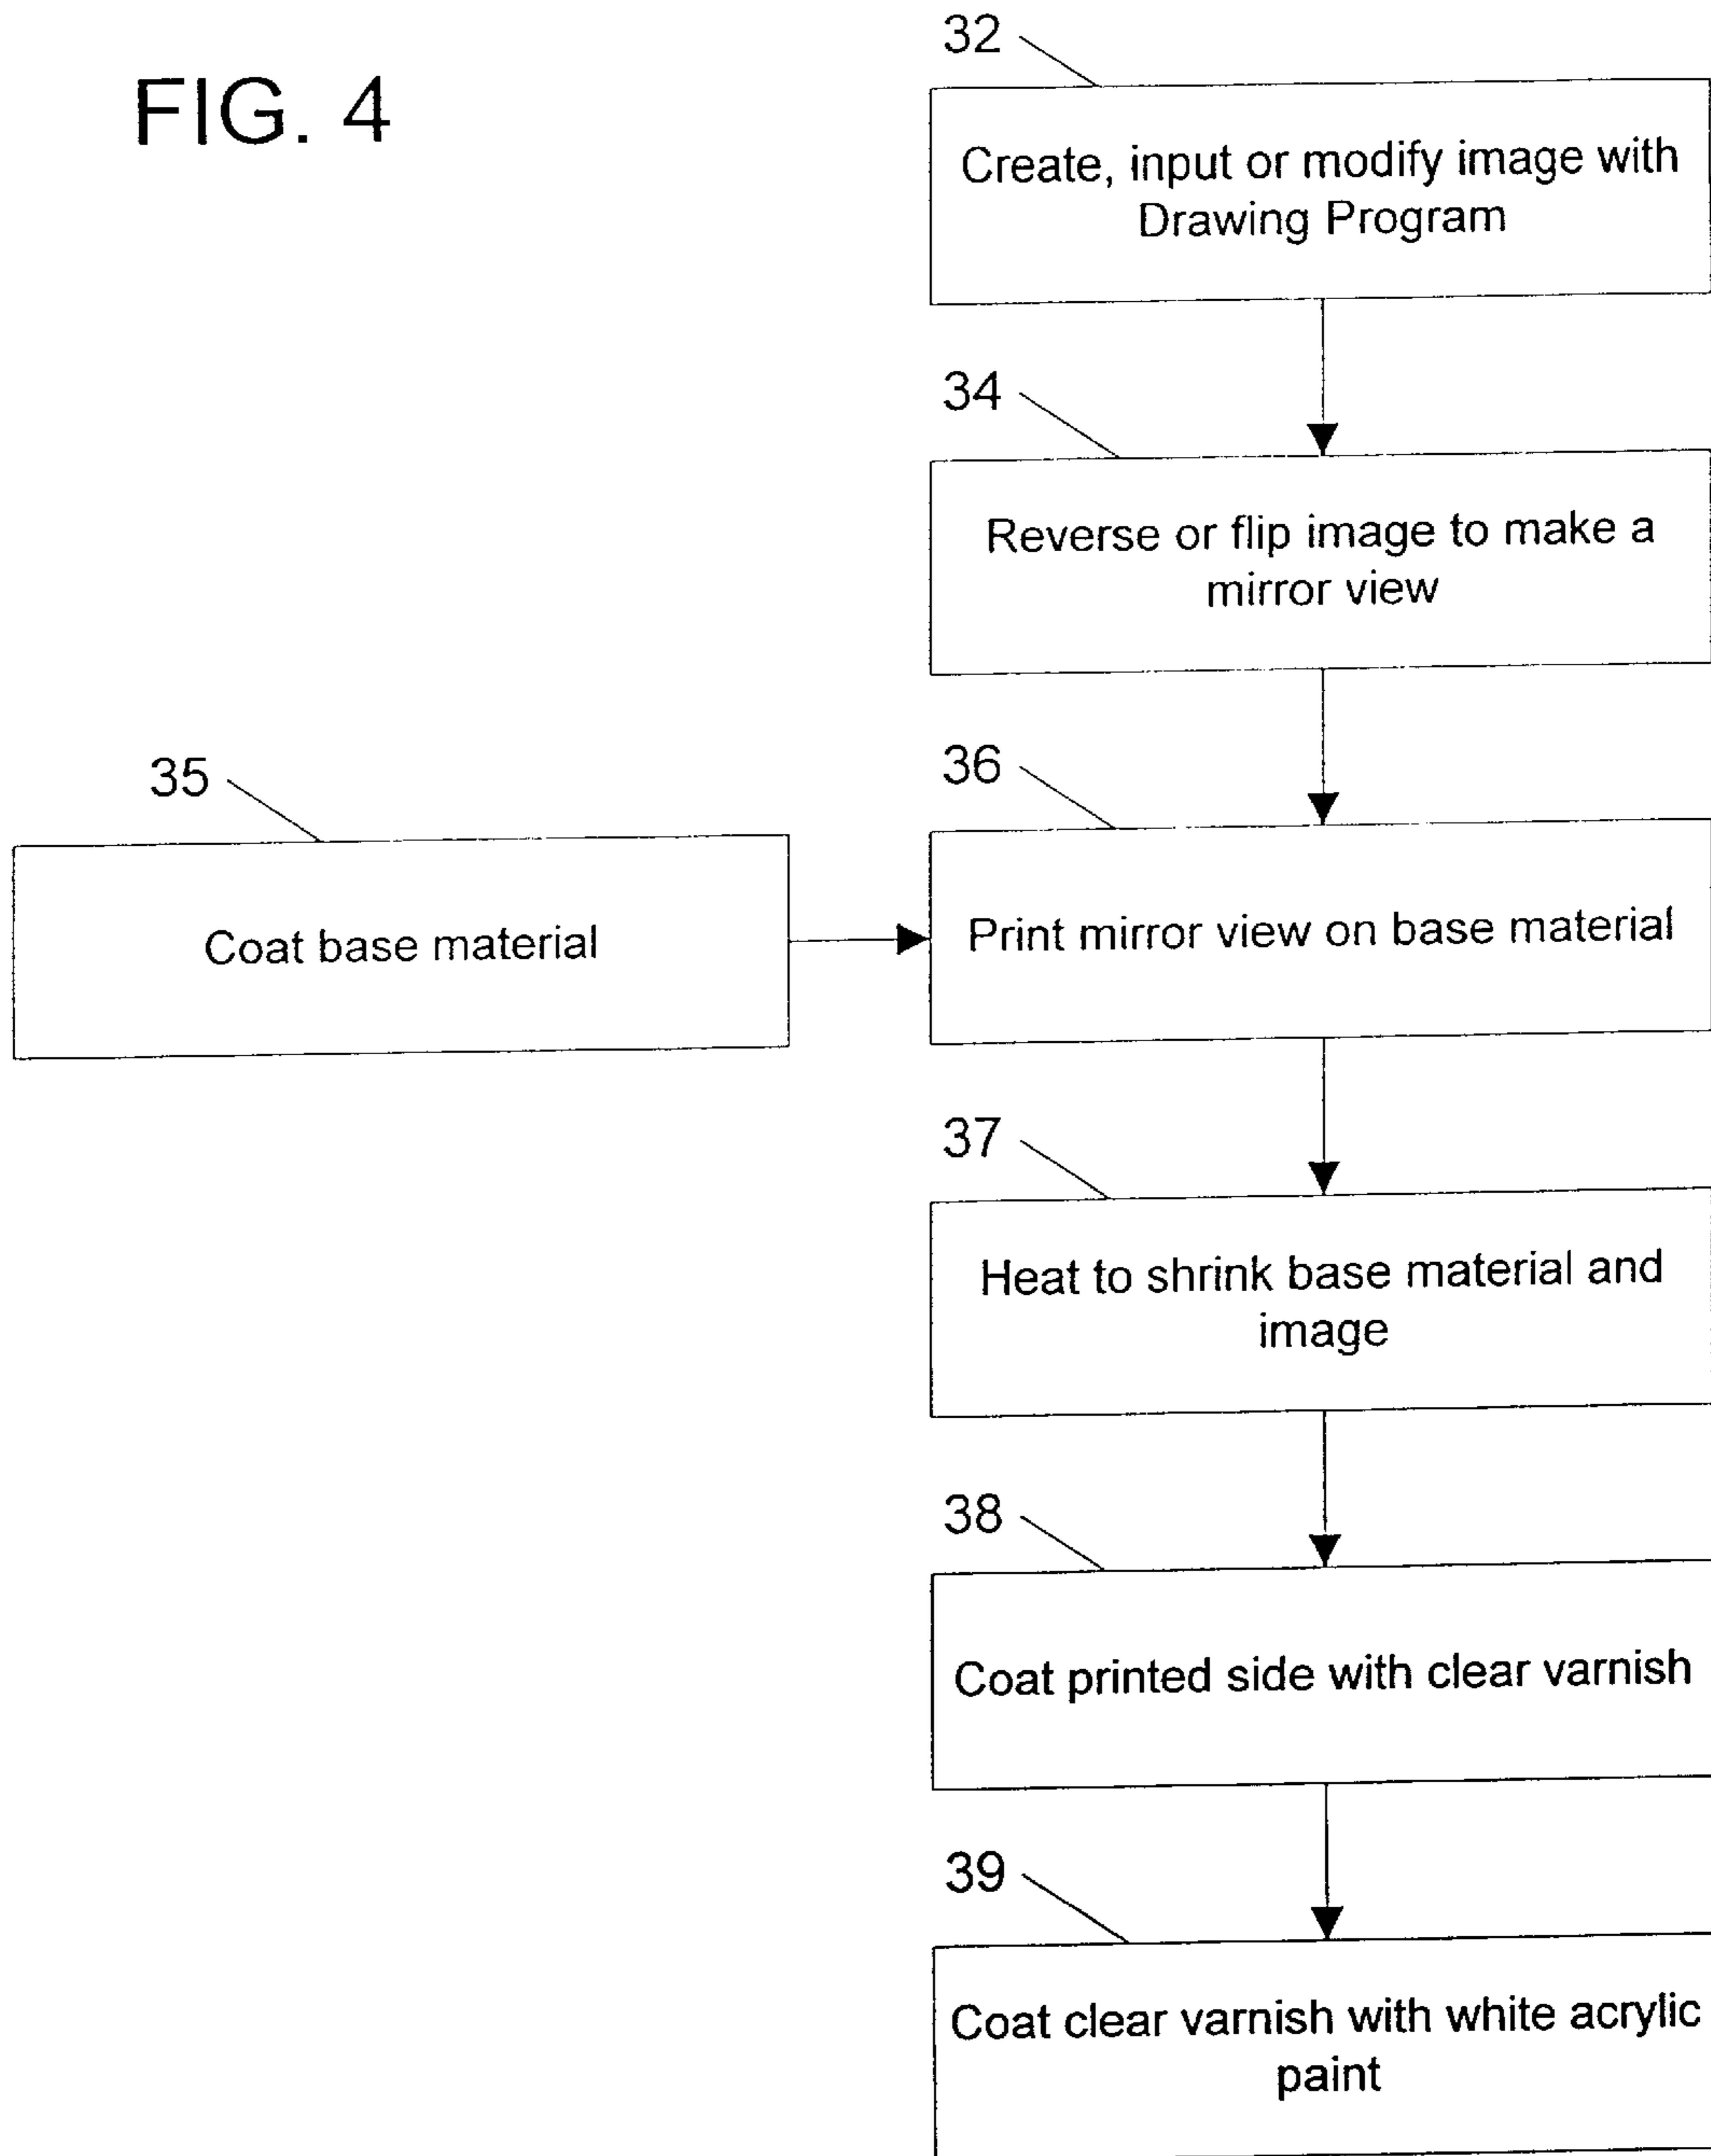 FIG. 4
32
Create, input or modify image with
Drawing Program
34
Reverse or flip image to make a
mirror view
35
Coat base material
36
Print mirror view on base material
37
Heat to shrink base material and
image
38
Coat printed side with clear varnish
39
Coat clear varnish with white acrylic
paint